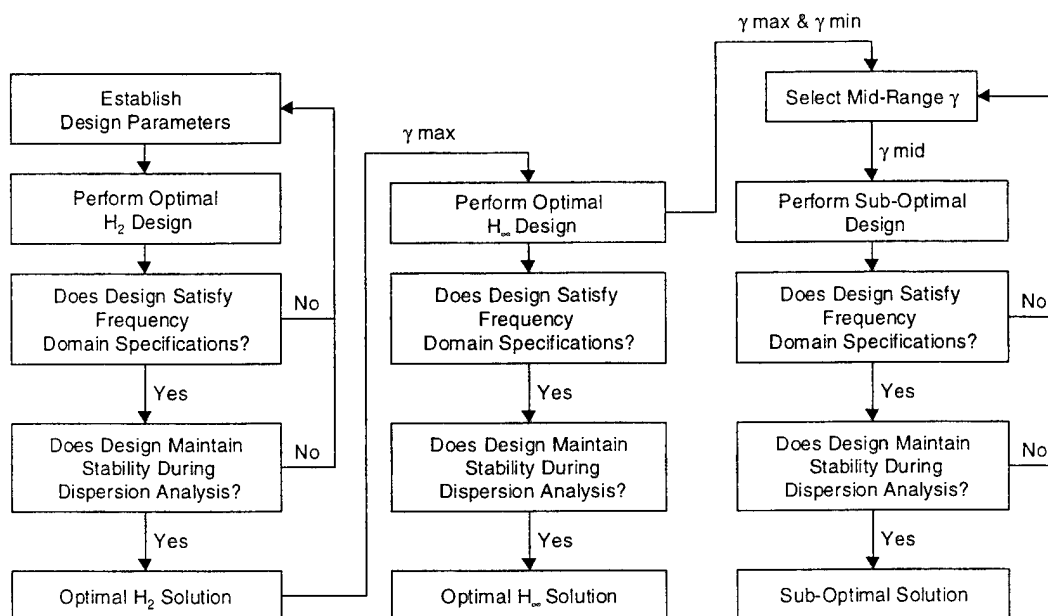 Establish
Design Parameters
Perform Optimal
H₂ Design
Does Design Satisfy
Frequency
Domain Specifications?
No
Yes
Does Design Maintain
Stability During
Dispersion Analysis?
No
Yes
Optimal H₂ Solution
γ max
Perform Optimal
H∞ Design
Does Design Satisfy
Frequency
Domain Specifications?
Yes
Does Design Maintain
Stability During
Dispersion Analysis?
Yes
Optimal H∞ Solution
γ max & γ min
Select Mid-Range γ
γ mid
Perform Sub-Optimal
Design
Does Design Satisfy
Frequency
Domain Specifications?
No
Yes
Does Design Maintain
Stability During
Dispersion Analysis?
No
Yes
Sub-Optimal Solution